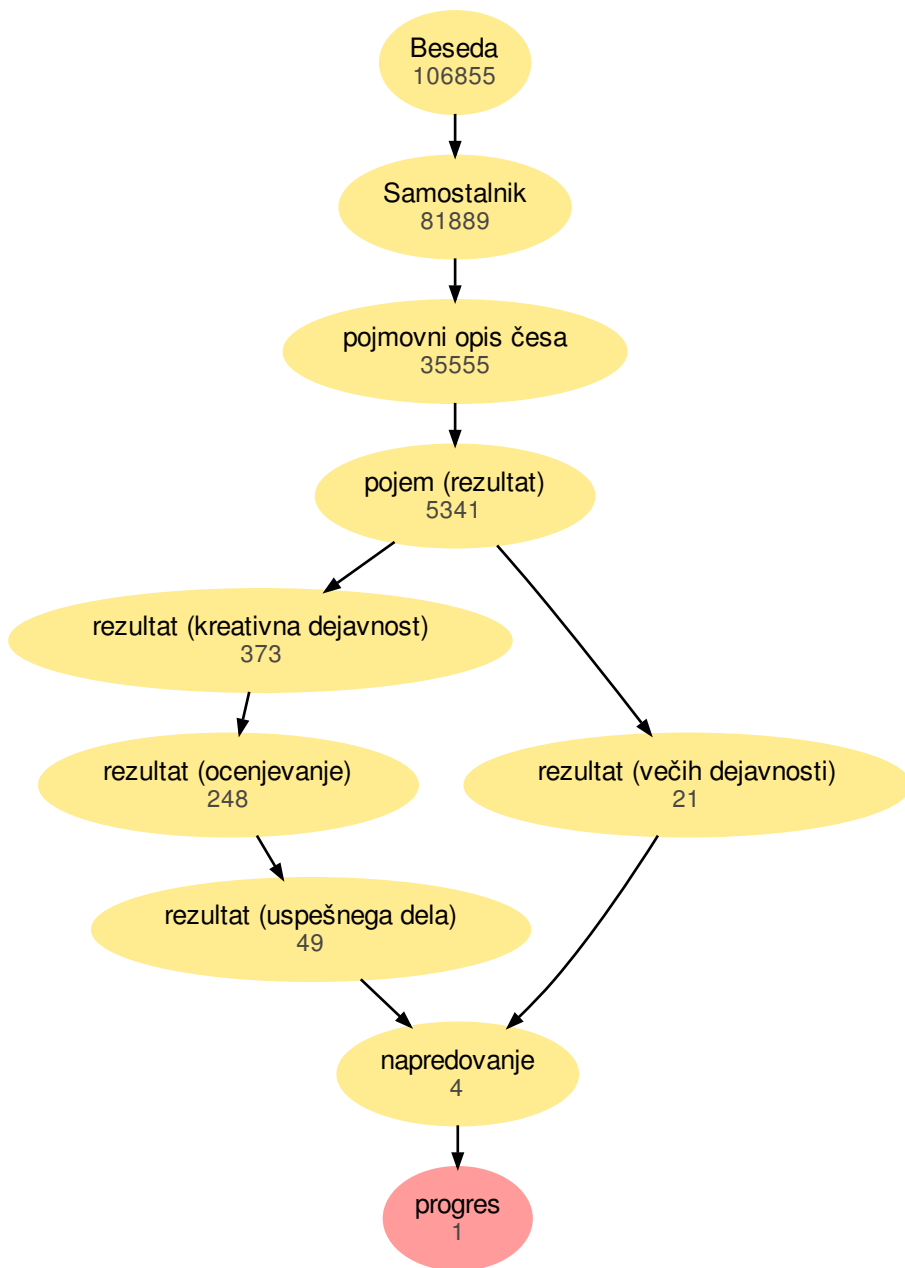 Beseda
106855
Samostalnik
81889
pojmovni opis česa
35555
pojem (rezultat)
5341
rezultat (kreativna dejavnost)
373
rezultat (ocenjevanje)
248
rezultat (večih dejavnosti)
21
rezultat (uspešnega dela)
49
napredovanje
4
progres
1